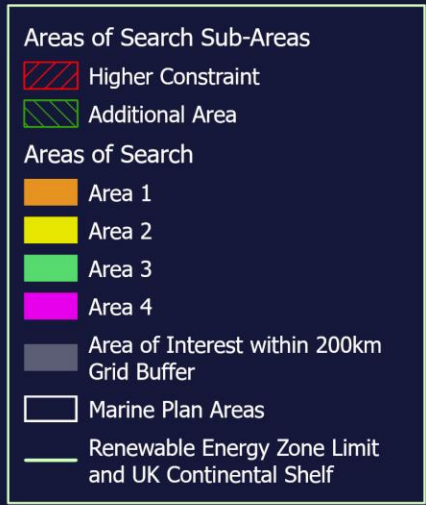 Areas of Search Sub-Areas
Higher Constraint
Additional Area
Areas of Search
Area 1
Area 2
Area 3
Area 4
Area of Interest within 200km
Grid Buffer
Marine Plan Areas
Renewable Energy Zone Limit
and UK Continental Shelf